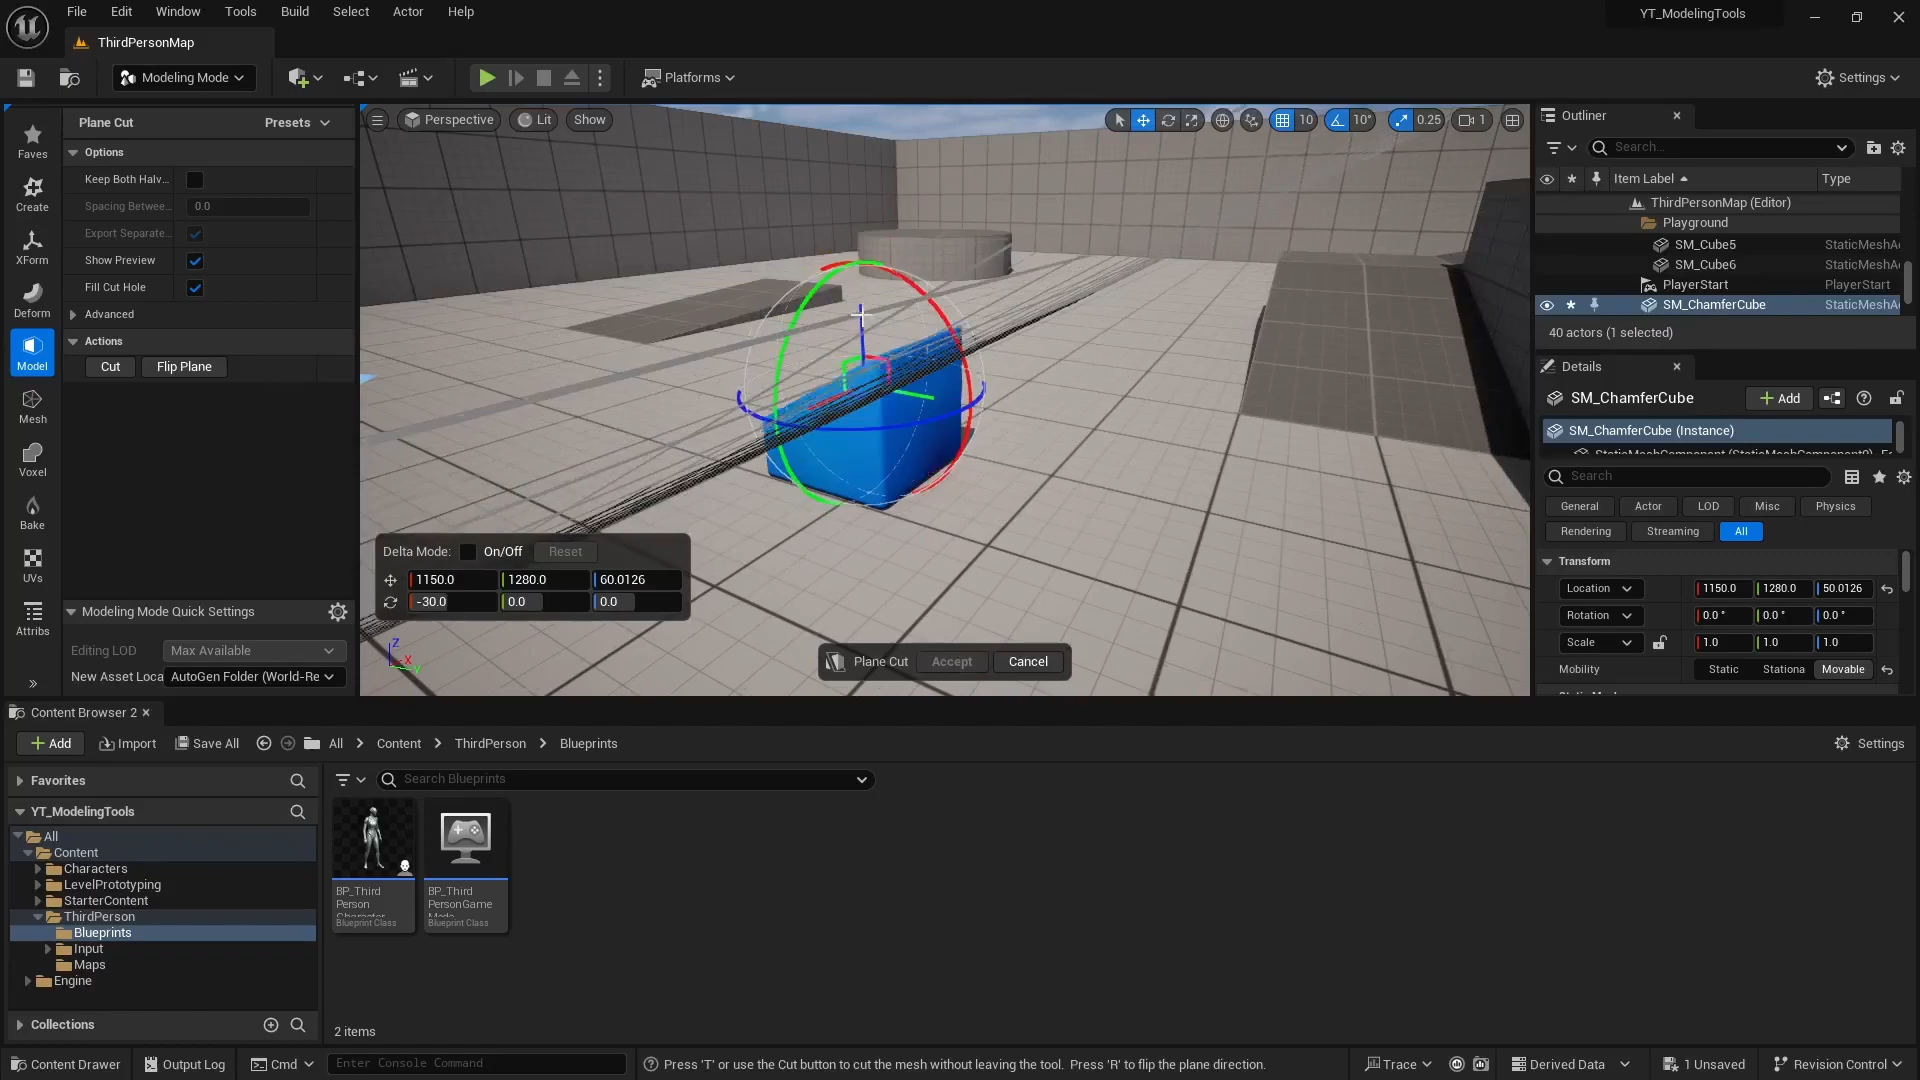 File Edit Window Tools Build Select Actor Help
YT_ModelingTools
ThirdPersonMap
Modeling Mode
Platforms
Settings
Plane Cut Presets
Options
Keep Both Halv...
Spacing Betwee... 0.0
Export Separate...
Show Preview
Fill Cut Hole
Advanced
Actions
Cut Flip Plane
Faves
Create
XForm
Deform
Model
Mesh
Voxel
Bake
UVs
Attribs
Modeling Mode Quick Settings
Editing LOD Max Available
New Asset Loca AutoGen Folder (World-Re
Perspective Lit Show
10 10° 0.25 1
Delta Mode: On/Off Reset
1150.0 1280.0 60.0126
-30.0 0.0 0.0
Z
X
Y
Plane Cut Accept Cancel
Outliner
Search...
Item Label Type
ThirdPersonMap (Editor)
Playground
SM_Cube5 StaticMeshA
SM_Cube6 StaticMeshA
PlayerStart PlayerStart
SM_ChamferCube StaticMeshA
40 actors (1 selected)
Details
SM_ChamferCube Add
SM_ChamferCube (Instance)
StaticMeshComponent (StaticMeshComponent0)
Search
General Actor LOD Misc Physics
Rendering Streaming All
Transform
Location 1150.0 1280.0 50.0126
Rotation 0.0 ° 0.0 ° 0.0 °
Scale 1.0 1.0 1.0
Mobility Static Stationa Movable
Content Browser 2
Add Import Save All All Content ThirdPerson Blueprints Settings
Favorites
YT_ModelingTools
All
Content
Characters
LevelPrototyping
StarterContent
ThirdPerson
Blueprints
Input
Maps
Engine
Collections
Search Blueprints
BP_Third
Person
Character
Blueprint Class
BP_Third
PersonGame
Mode
Blueprint Class
2 items
Content Drawer Output Log Cmd Enter Console Command Press 'T' or use the Cut button to cut the mesh without leaving the tool. Press 'R' to flip the plane direction. Trace Derived Data 1 Unsaved Revision Control